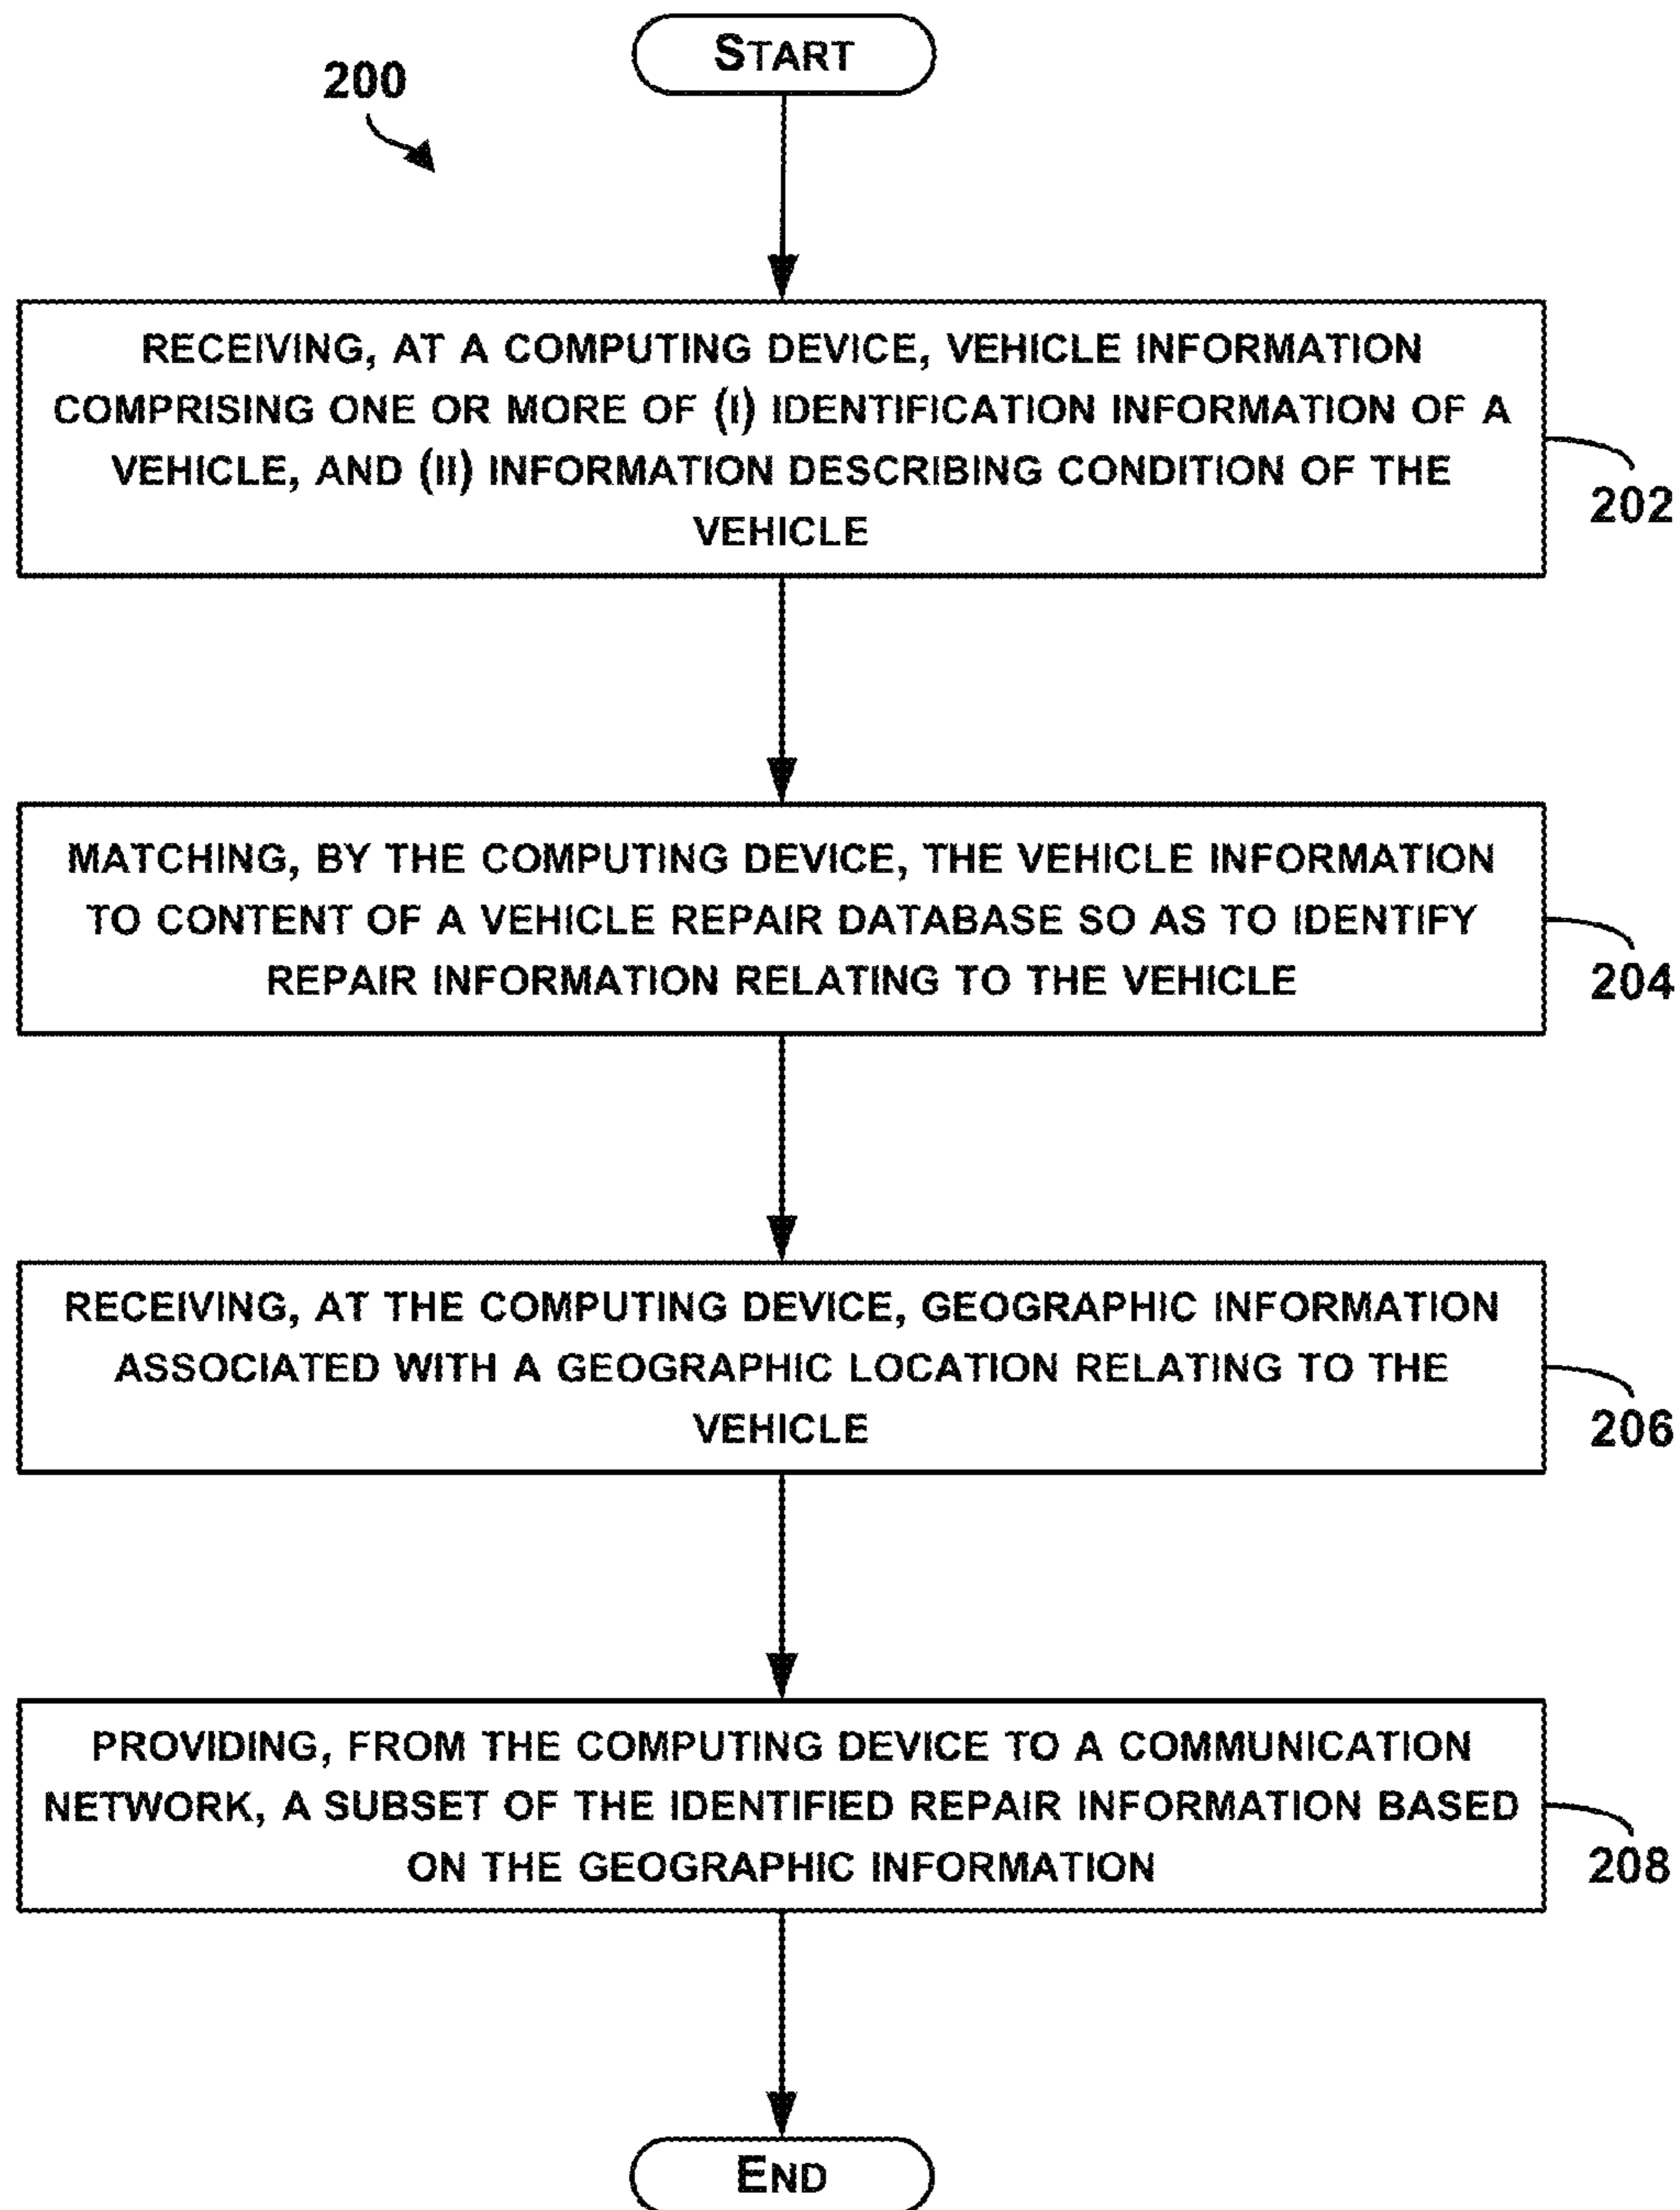 START
200
RECEIVING, AT A COMPUTING DEVICE, VEHICLE INFORMATION
COMPRISING ONE OR MORE OF (I) IDENTIFICATION INFORMATION OF A
VEHICLE, AND (II) INFORMATION DESCRIBING CONDITION OF THE
VEHICLE
202
MATCHING, BY THE COMPUTING DEVICE, THE VEHICLE INFORMATION
TO CONTENT OF A VEHICLE REPAIR DATABASE SO AS TO IDENTIFY
REPAIR INFORMATION RELATING TO THE VEHICLE
204
RECEIVING, AT THE COMPUTING DEVICE, GEOGRAPHIC INFORMATION
ASSOCIATED WITH A GEOGRAPHIC LOCATION RELATING TO THE
VEHICLE
206
PROVIDING, FROM THE COMPUTING DEVICE TO A COMMUNICATION
NETWORK, A SUBSET OF THE IDENTIFIED REPAIR INFORMATION BASED
ON THE GEOGRAPHIC INFORMATION
208
END